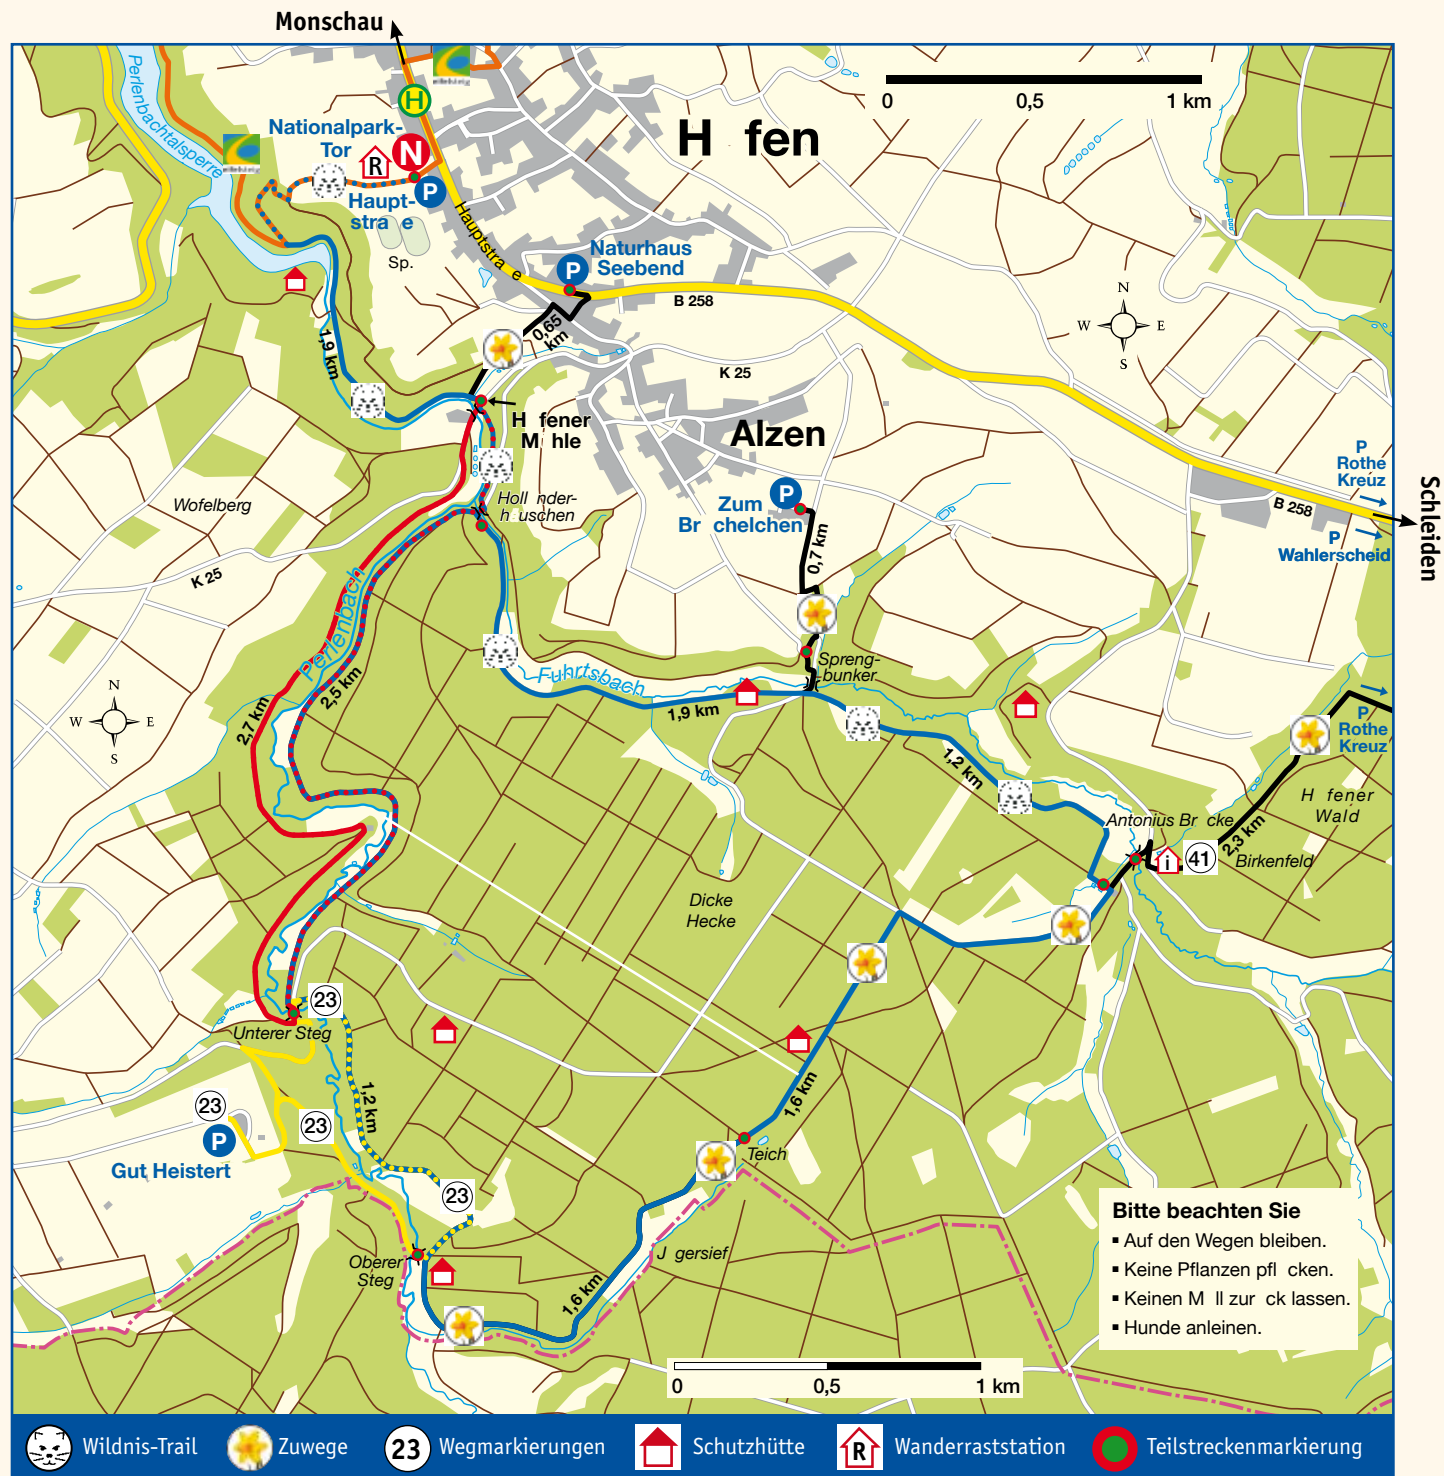 Monschau
Perlenbachtalsperre
H
0 0,5 1 km
H fen
Nationalpark-
Tor
R
N
P
Haupt-
stra e
Hauptstra e
Sp.
Naturhaus
Seebend
P
B 258
N
W E
S
0,65
km
1,9 km
K 25
H fener
M hle
Alzen
P
Rothe
Kreuz
Schleiden
Wofelberg
Holl nder-
h uschen
Zum
Br chelchen
P
B 258
P
Wahlerscheid
0,7 km
K 25
Perlenbach
Spreng-
bunker
Fuhrtsbach
N
W E
S
2,7 km
2,5 km
1,9 km
1,2 km
P
Rothe
Kreuz
H fener
Wald
Antonius Br cke
2,3 km
i
41
Birkenfeld
Dicke
Hecke
23
Unterer Steg
1,2 km
23
P
Gut Heistert
23
1,6 km
Teich
23
Oberer
Steg
J gersief
1,6 km
Bitte beachten Sie
▪ Auf den Wegen bleiben.
▪ Keine Pflanzen pfl cken.
▪ Keinen M ll zur ck lassen.
▪ Hunde anleinen.
0 0,5 1 km
Wildnis-Trail
Zuwege
23 Wegmarkierungen
Schutzhütte
R Wanderraststation
Teilstreckenmarkierung